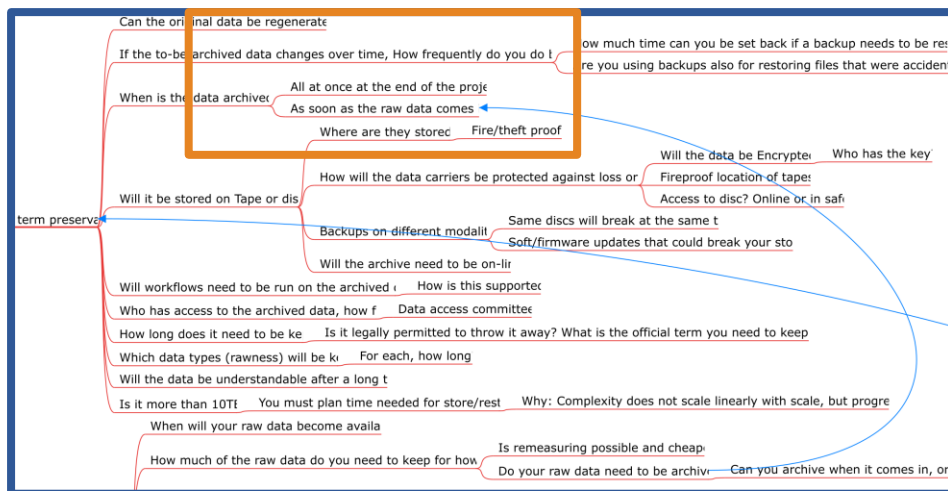 Can the original data be regenerate
If the to-be archived data changes over time, How frequently do you do b
How much time can you be set back if a backup needs to be res
Are you using backups also for restoring files that were accident
When is the data archived
All at once at the end of the proje
As soon as the raw data comes
Where are they stored
Fire/theft proof
Will it be stored on Tape or dis
How will the data carriers be protected against loss or
Will the data be Encrypte
Who has the key
Fireproof location of tapes
Access to disc? Online or in safe
Backups on different modalit
Same discs will break at the same t
Soft/firmware updates that could break your sto
Will the archive need to be on-lin
term preserva
Will workflows need to be run on the archived
How is this supported
Who has access to the archived data, how f
Data access committee
How long does it need to be ke
Is it legally permitted to throw it away? What is the official term you need to keep
Which data types (rawness) will be ke
For each, how long
Will the data be understandable after a long t
Is it more than 10TB
You must plan time needed for store/rest
Why: Complexity does not scale linearly with scale, but progre
When will your raw data become availa
How much of the raw data do you need to keep for how
Is remeasuring possible and cheape
Do your raw data need to be archive
Can you archive when it comes in, or